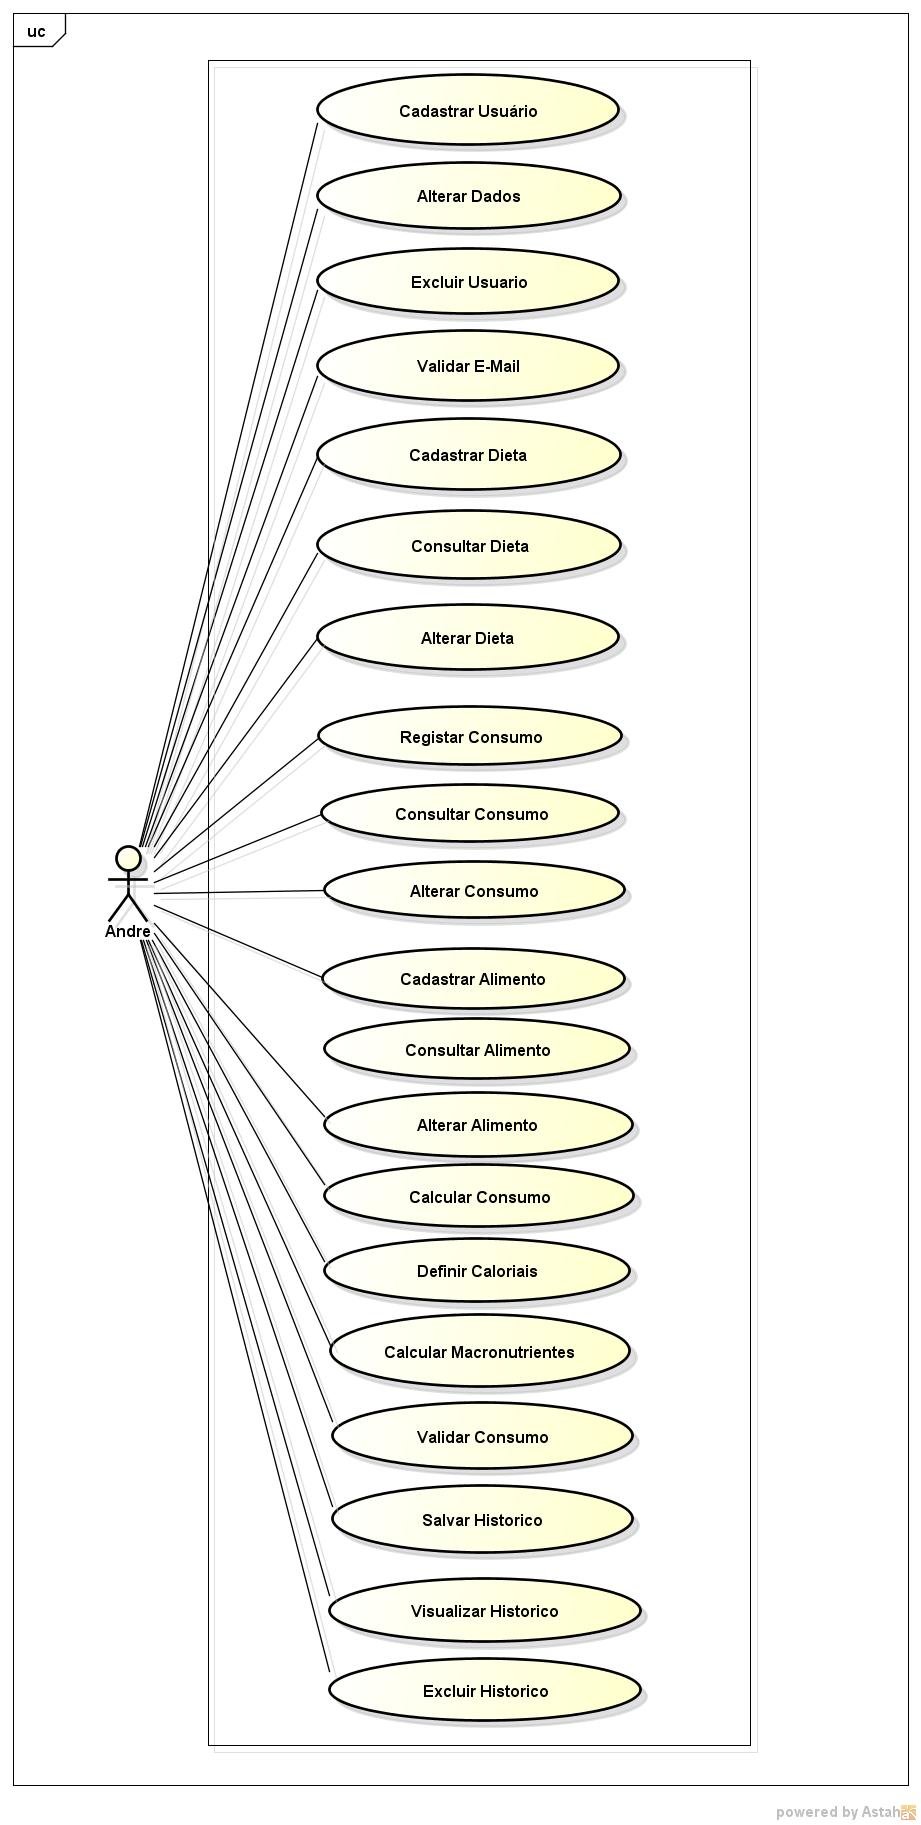 uc
Cadastrar Usuário
Alterar Dados
Excluir Usuario
Validar E-Mail
Cadastrar Dieta
Consultar Dieta
Alterar Dieta
Registar Consumo
Consultar Consumo
Alterar Consumo
Andre
Cadastrar Alimento
Consultar Alimento
Alterar Alimento
Calcular Consumo
Definir Caloriais
Calcular Macronutrientes
Validar Consumo
Salvar Historico
Visualizar Historico
Excluir Historico
powered by Astah